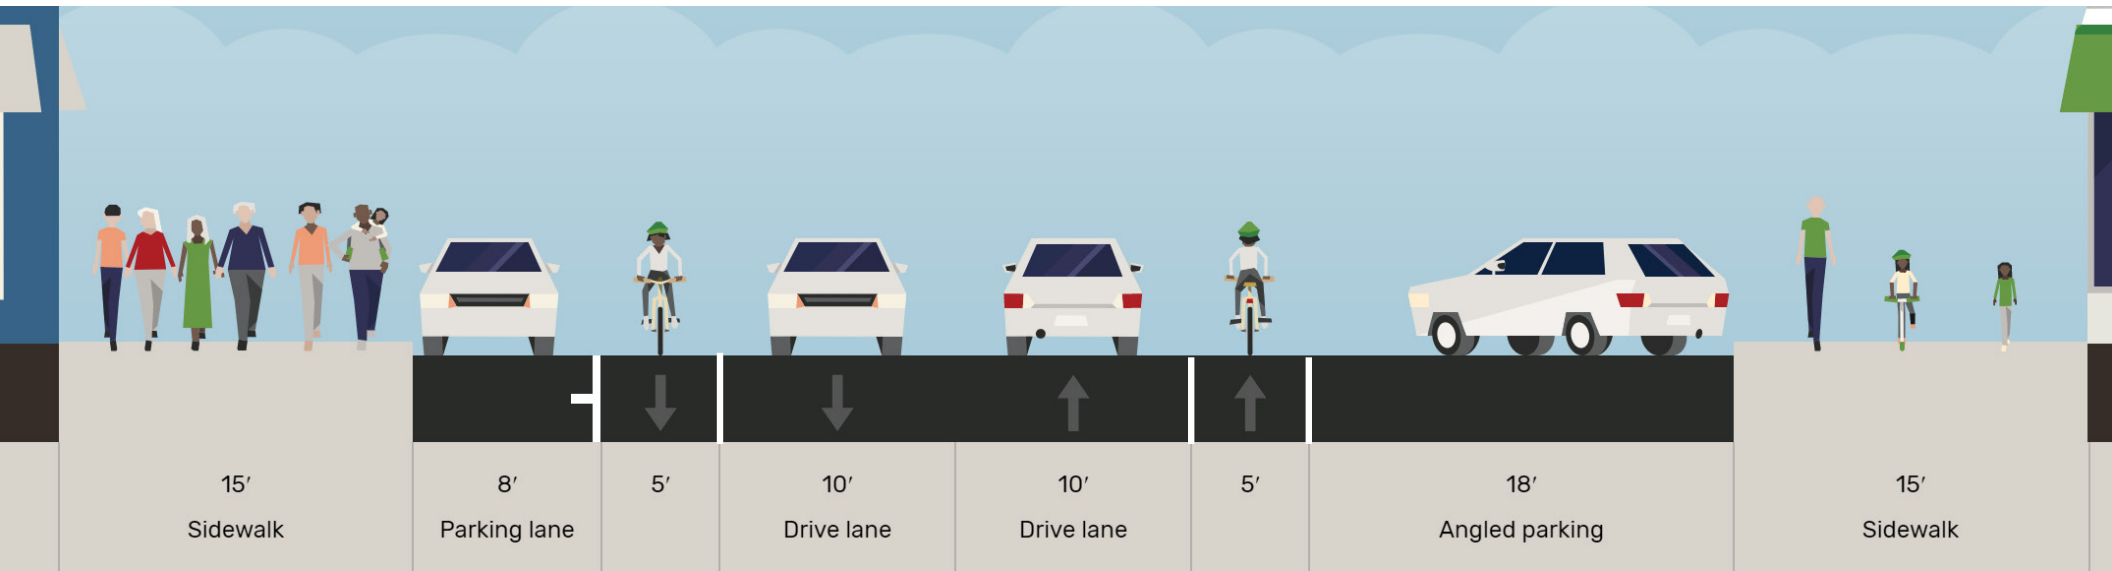 15′
Sidewalk
8′
Parking lane
5′
10′
Drive lane
10′
Drive lane
5′
18′
Angled parking
15′
Sidewalk